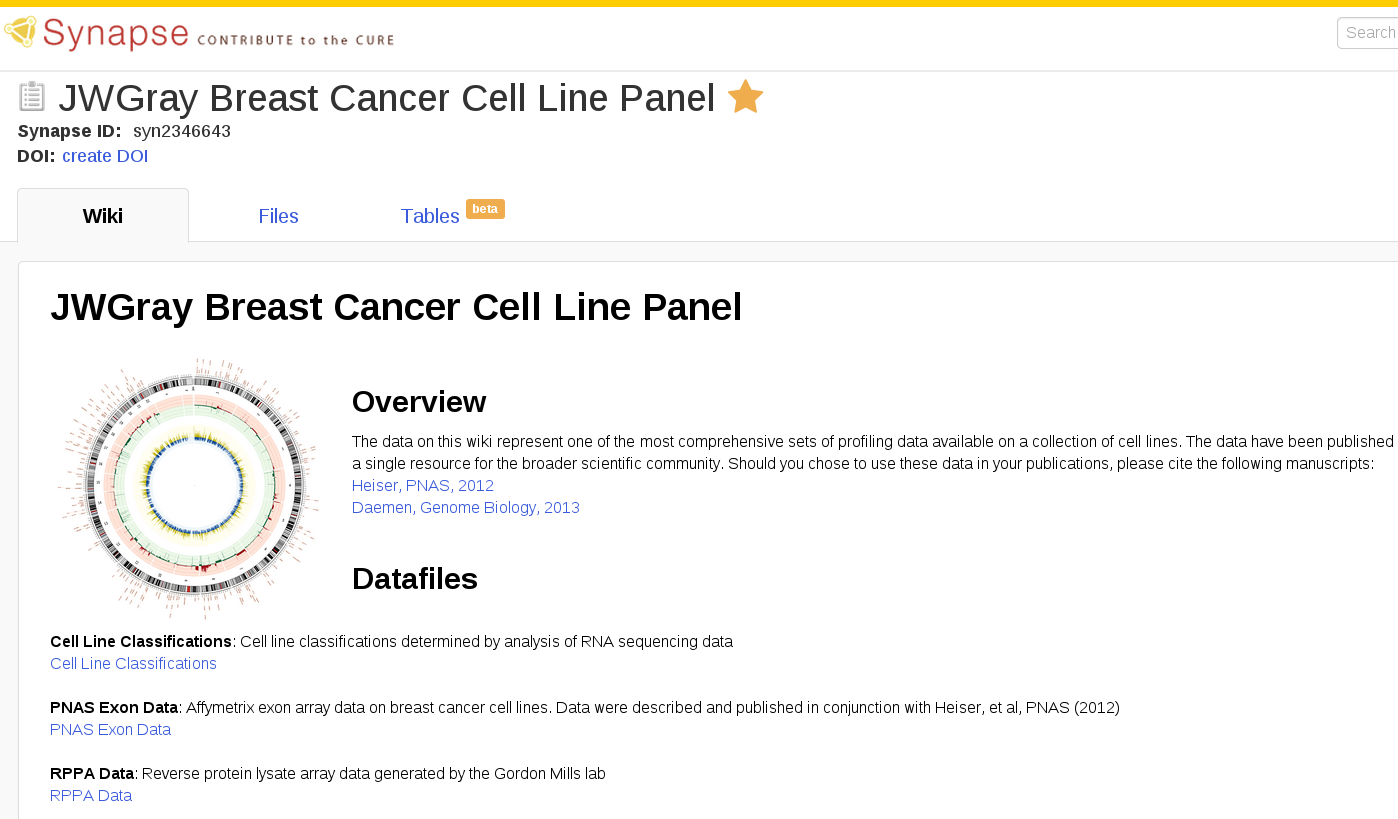 Synapse CONTRIBUTE to the CURE
Search
JWGray Breast Cancer Cell Line Panel
Synapse ID: syn2346643
DOI: create DOI
Wiki Files Tables beta
JWGray Breast Cancer Cell Line Panel
Overview
The data on this wiki represent one of the most comprehensive sets of profiling data available on a collection of cell lines. The data have been published
a single resource for the broader scientific community. Should you chose to use these data in your publications, please cite the following manuscripts:
Heiser, PNAS, 2012
Daemen, Genome Biology, 2013
Datafiles
Cell Line Classifications: Cell line classifications determined by analysis of RNA sequencing data
Cell Line Classifications
PNAS Exon Data: Affymetrix exon array data on breast cancer cell lines. Data were described and published in conjunction with Heiser, et al, PNAS (2012)
PNAS Exon Data
RPPA Data: Reverse protein lysate array data generated by the Gordon Mills lab
RPPA Data